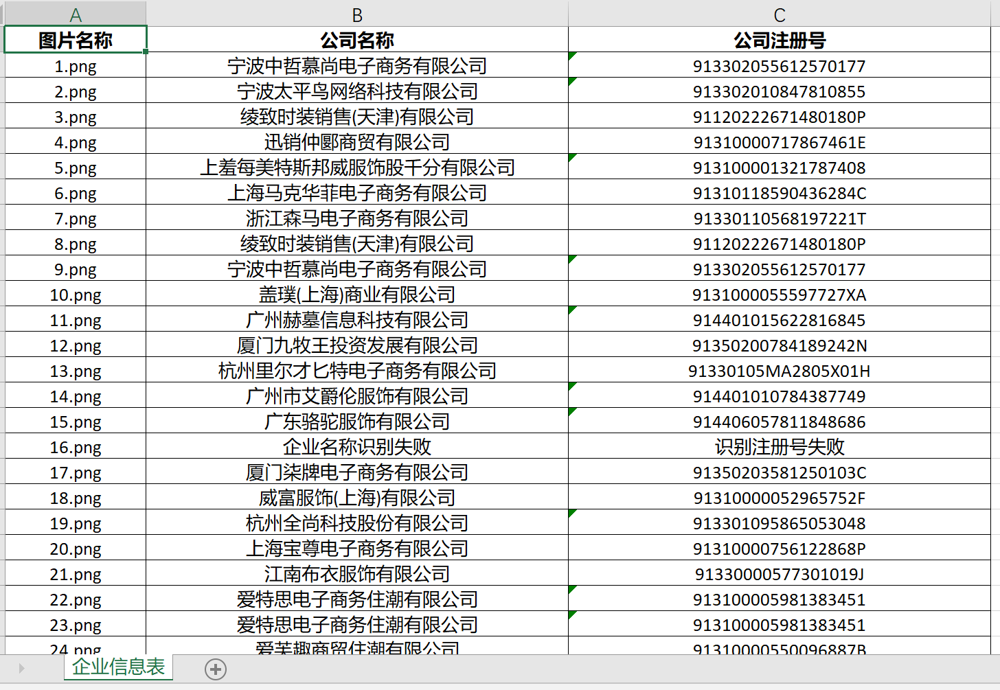 A B C
图片名称 公司名称 公司注册号
1.png 宁波中哲慕尚电子商务有限公司 913302055612570177
2.png 宁波太平鸟网络科技有限公司 913302010847810855
3.png 绫致时装销售(天津)有限公司 91120222671480180P
4.png 迅销仲郾商贸有限公司 91310000717867461E
5.png 上羞每美特斯邦威服饰股千分有限公司 913100001321787408
6.png 上海马克华菲电子商务有限公司 91310118590436284C
7.png 浙江森马电子商务有限公司 91330110568197221T
8.png 绫致时装销售(天津)有限公司 91120222671480180P
9.png 宁波中哲慕尚电子商务有限公司 913302055612570177
10.png 盖璞(上海)商业有限公司 9131000055597727XA
11.png 广州赫墓信息科技有限公司 914401015622816845
12.png 厦门九牧王投资发展有限公司 91350200784189242N
13.png 杭州里尔才匕特电子商务有限公司 91330105MA2805X01H
14.png 广州市艾爵伦服饰有限公司 914401010784387749
15.png 广东骆驼服饰有限公司 914406057811848686
16.png 企业名称识别失败 识别注册号失败
17.png 厦门柒牌电子商务有限公司 91350203581250103C
18.png 威富服饰(上海)有限公司 91310000052965752F
19.png 杭州全尚科技股份有限公司 913301095865053048
20.png 上海宝尊电子商务有限公司 91310000756122868P
21.png 江南布衣服饰有限公司 91330000577301019J
22.png 爱特思电子商务住潮有限公司 913100005981383451
23.png 爱特思电子商务住潮有限公司 913100005981383451
24.png 爱芙趣商贸住潮有限公司 91310000550096887B
企业信息表